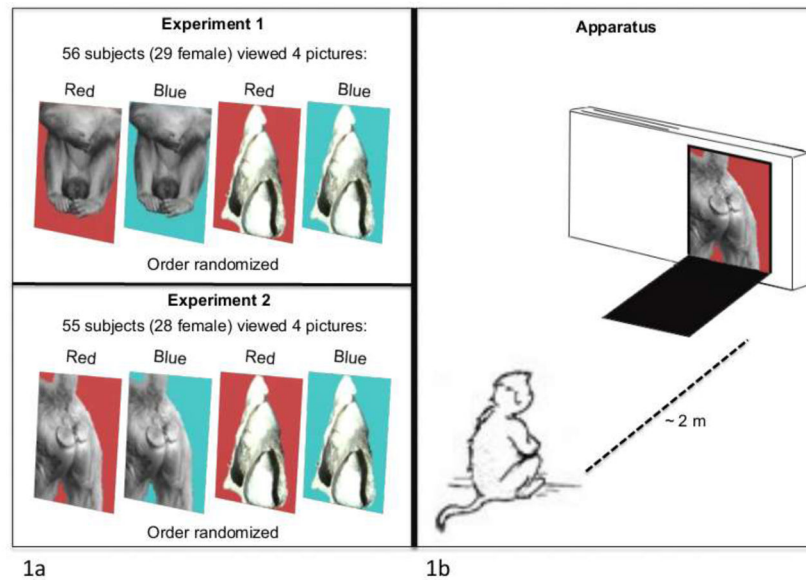 Experiment 1
56 subjects (29 female) viewed 4 pictures:
Red Blue Red Blue
Order randomized
Experiment 2
55 subjects (28 female) viewed 4 pictures:
Red Blue Red Blue
Order randomized
1a
Apparatus
~ 2 m
1b